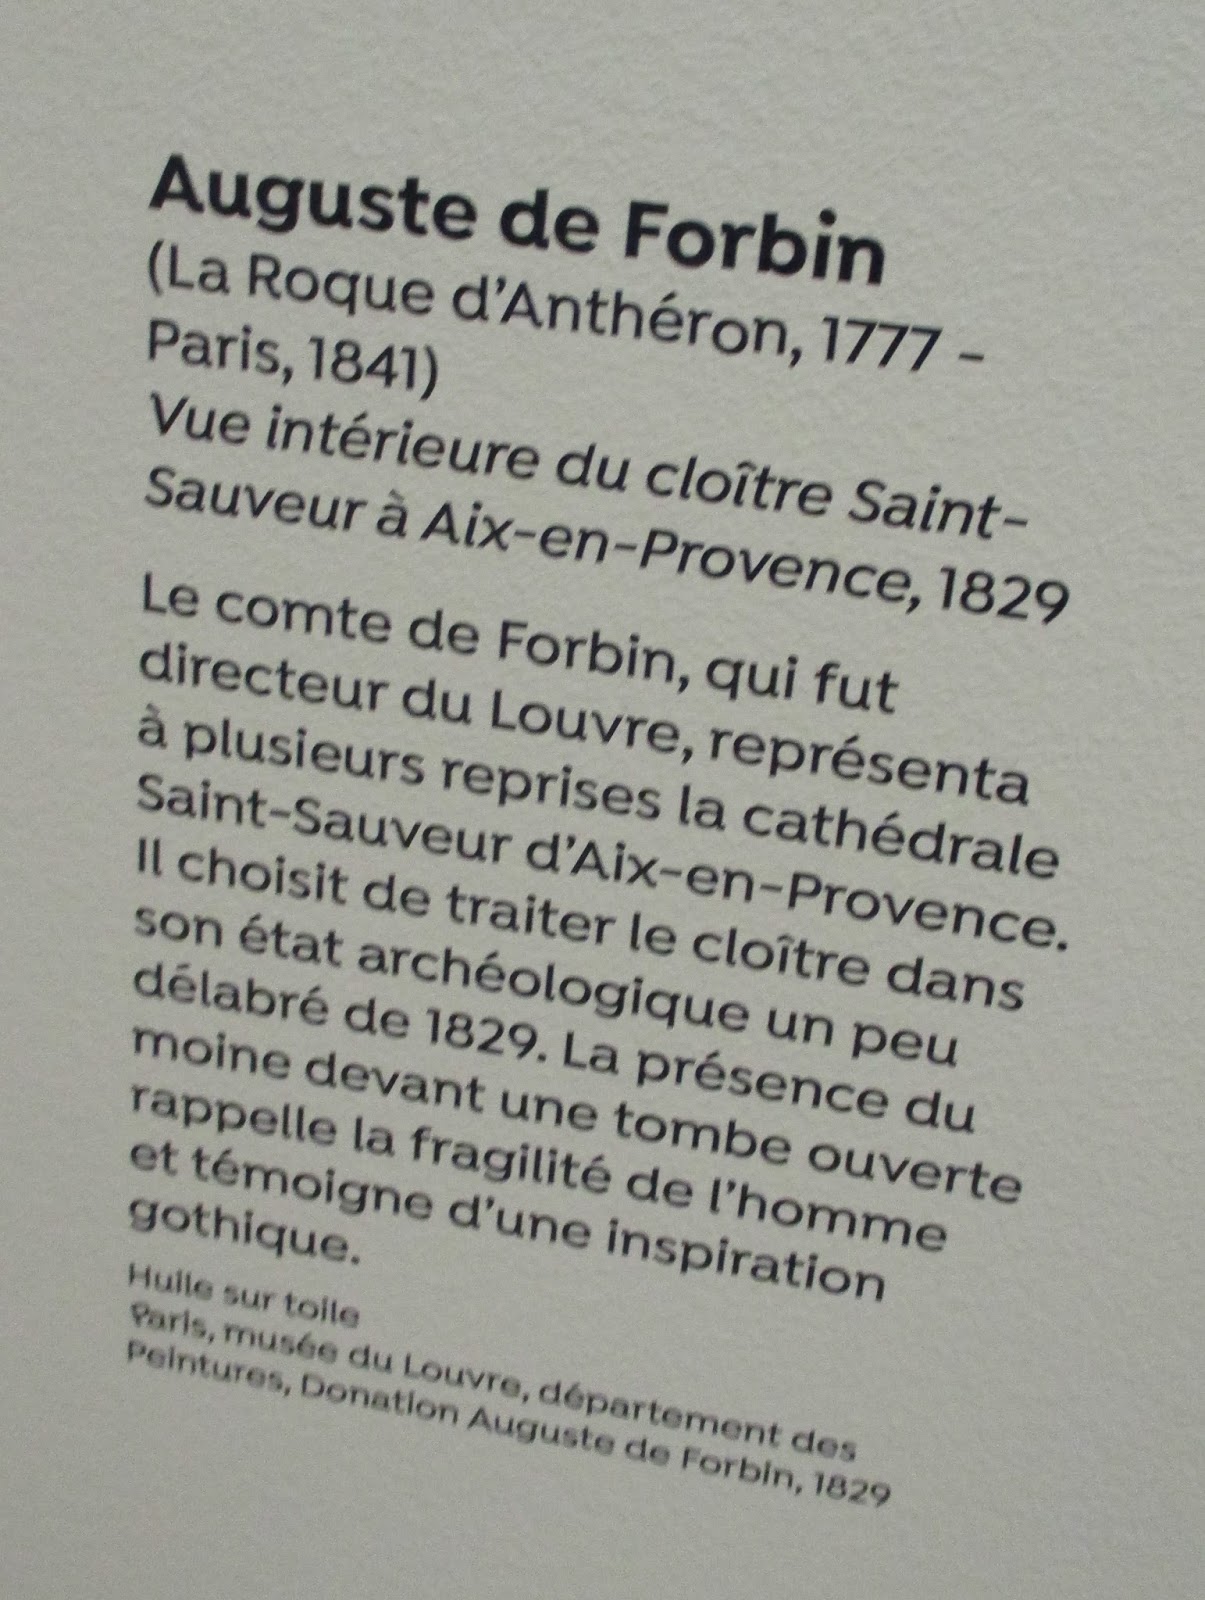 Auguste de Forbin
(La Roque d’Anthéron, 1777 –
Paris, 1841)
Vue intérieure du cloître Saint-
Sauveur à Aix-en-Provence, 1829
Le comte de Forbin, qui fut
directeur du Louvre, représenta
à plusieurs reprises la cathédrale
Saint-Sauveur d’Aix-en-Provence.
Il choisit de traiter le cloître dans
son état archéologique un peu
délabré de 1829. La présence du
moine devant une tombe ouverte
rappelle la fragilité de l’homme
et témoigne d’une inspiration
gothique.
Huile sur toile
Paris, musée du Louvre, département des
Peintures, Donation Auguste de Forbin, 1829